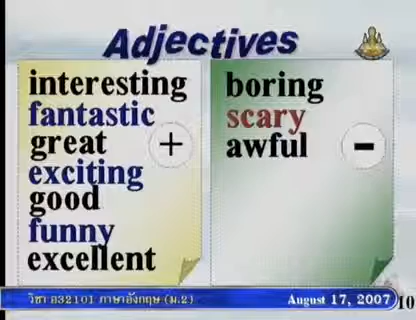 Adjectives
interesting
fantastic
great
exciting
good
funny
excellent
+
boring
scary
awful
-
วิชา อ32101 ภาษาอังกฤษ (ม.2)
August 17, 2007
10